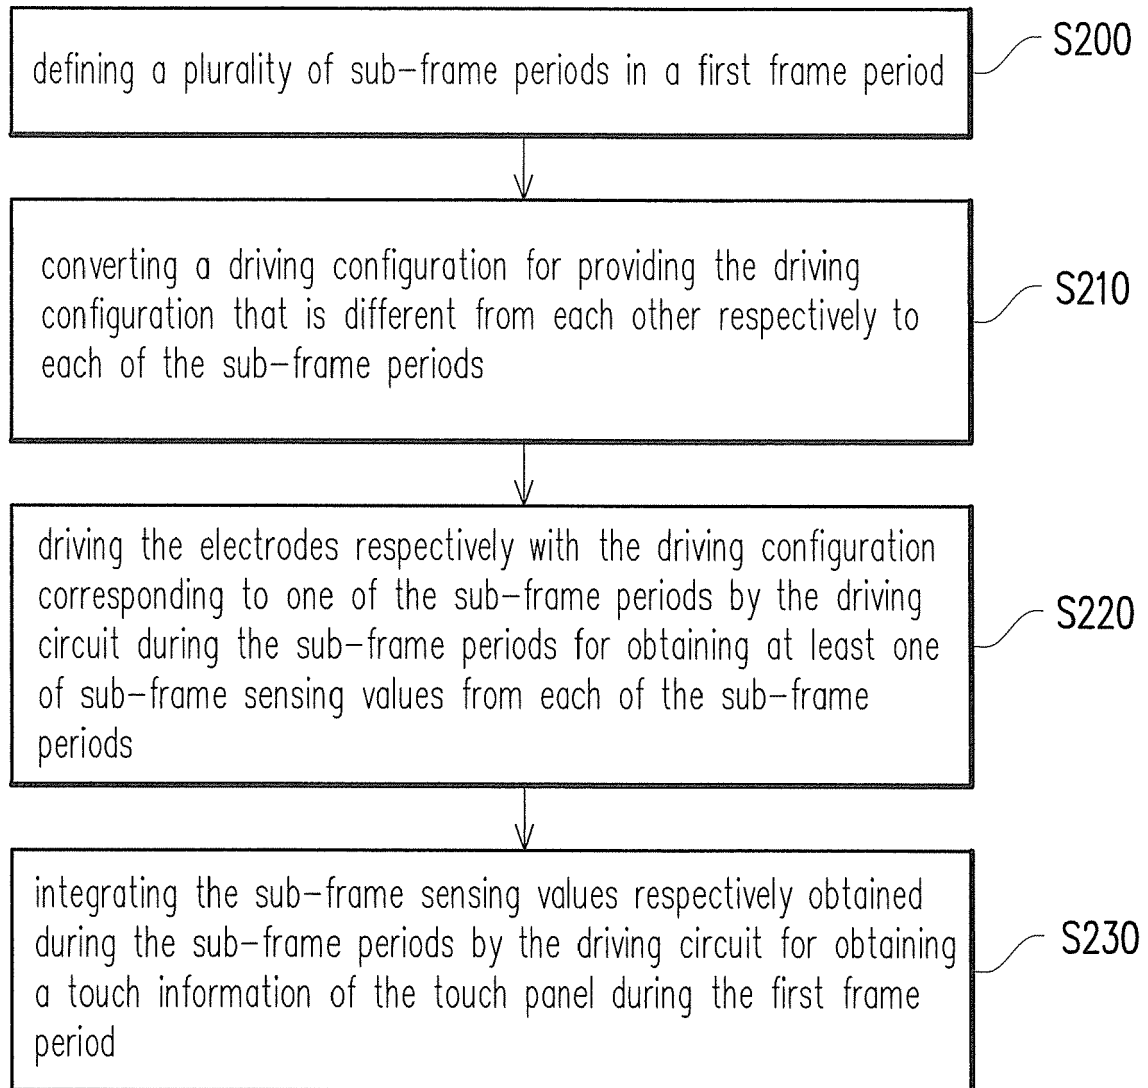 defining a plurality of sub-frame periods in a first frame period
S200
converting a driving configuration for providing the driving
configuration that is different from each other respectively to
each of the sub-frame periods
S210
driving the electrodes respectively with the driving configuration
corresponding to one of the sub-frame periods by the driving
circuit during the sub-frame periods for obtaining at least one
of sub-frame sensing values from each of the sub-frame
periods
S220
integrating the sub-frame sensing values respectively obtained
during the sub-frame periods by the driving circuit for obtaining
a touch information of the touch panel during the first frame
period
S230